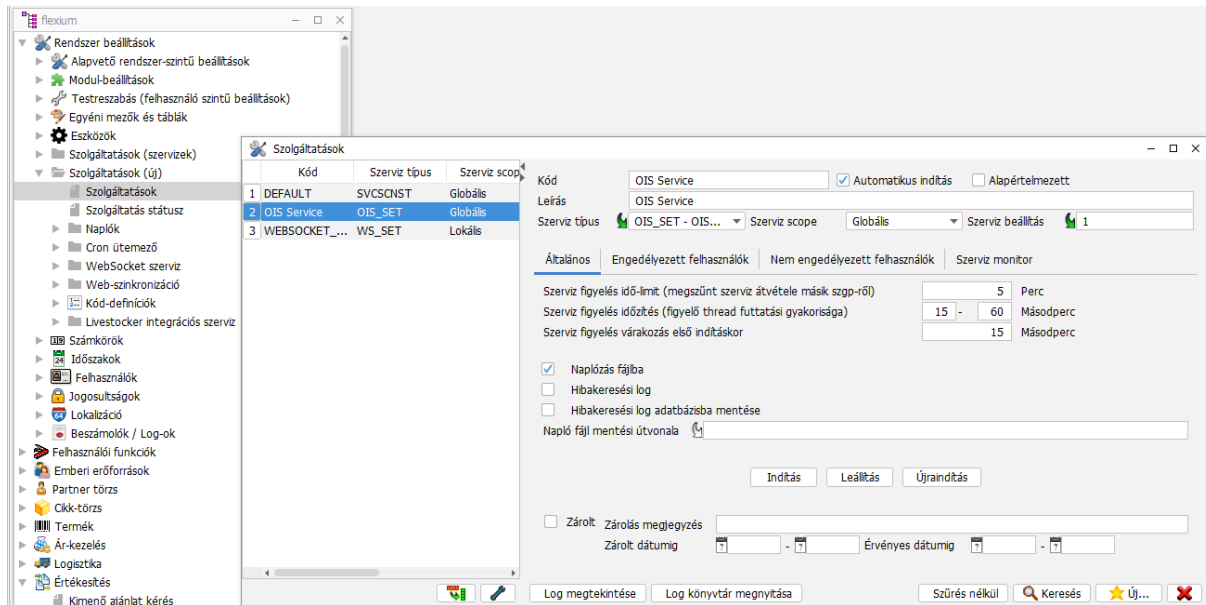 flexium
Rendszer beállítások
Alapvető rendszer-szintű beállítások
Modul-beállítások
Testreszabás (felhasználó szintű beállítások)
Egyéni mezők és táblák
Eszközök
Szolgáltatások (szervizek)
Szolgáltatások (új)
Szolgáltatások
Szolgáltatás státusz
Naplók
Cron ütemező
WebSocket szerviz
Web-szinkronizáció
Kód-definíciók
Livestocker integrációs szerviz
Számkörök
Időszakok
Felhasználók
Jogosultságok
Lokalizáció
Beszámolók / Log-ok
Felhasználói funkciók
Emberi erőforrások
Partner törzs
Cikk-törzs
Termék
Ár-kezelés
Logisztika
Értékesítés
Kimenő ajánlat kérés
Szolgáltatások
Kód Szerviz típus Szerviz scop
1 DEFAULT SVCSCNST Globális
2 OIS Service OIS_SET Globális
3 WEBSOCKET_... WS_SET Lokális
Kód OIS Service Automatikus indítás Alapértelmezett
Leírás OIS Service
Szerviz típus OIS_SET - OIS... Szerviz scope Globális Szerviz beállítás 1
Általános Engedélyezett felhasználók Nem engedélyezett felhasználók Szerviz monitor
Szerviz figyelés idő-limit (megszűnt szerviz átvétele másik szgp-ről) 5 Perc
Szerviz figyelés időzítés (figyelő thread futtatási gyakorisága) 15 - 60 Másodperc
Szerviz figyelés várakozás első indításkor 15 Másodperc
Naplózás fájlba
Hibakeresési log
Hibakeresési log adatbázisba mentése
Napló fájl mentési útvonala
Indítás Leállítás Újraindítás
Zárolt Zárolás megjegyzés
Zárolt dátumig - Érvényes dátumig -
Log megtekintése Log könyvtár megnyitása Szűrés nélkül Keresés Új...